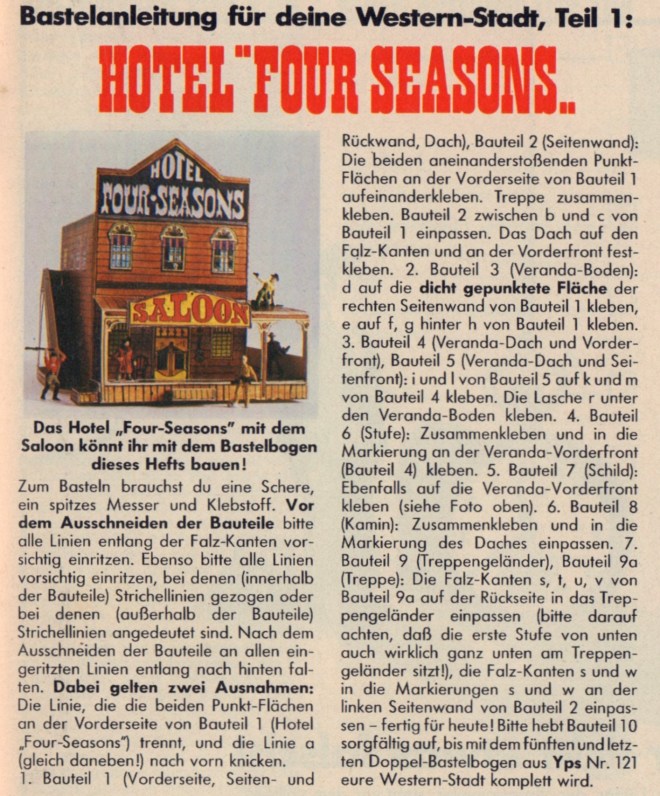 Bastelanleitung für deine Western-Stadt, Teil 1:
HOTEL "FOUR SEASONS„
HOTEL
FOUR-SEASONS
SALOON
Das Hotel „Four-Seasons" mit dem
Saloon könnt ihr mit dem Bastelbogen
dieses Hefts bauen!
Zum Basteln brauchst du eine Schere,
ein spitzes Messer und Klebstoff. Vor
dem Ausschneiden der Bauteile bitte
alle Linien entlang der Falz-Kanten vor-
sichtig einritzen. Ebenso bitte alle Linien
vorsichtig einritzen, bei denen (innerhalb
der Bauteile) Strichellinien gezogen oder
bei denen (außerhalb der Bauteile)
Strichellinien angedeutet sind. Nach dem
Ausschneiden der Bauteile an allen ein-
geritzten Linien entlang nach hinten fal-
ten. Dabei gelten zwei Ausnahmen:
Die Linie, die die beiden Punkt-Flächen
an der Vorderseite von Bauteil 1 (Hotel
„Four-Seasons") trennt, und die Linie a
(gleich daneben!) nach vorn knicken.
1. Bauteil 1 (Vorderseite, Seiten- und
Rückwand, Dach), Bauteil 2 (Seitenwand):
Die beiden aneinanderstoßenden Punkt-
Flächen an der Vorderseite von Bauteil 1
aufeinanderkleben. Treppe zusammen-
kleben. Bauteil 2 zwischen b und c von
Bauteil 1 einpassen. Das Dach auf den
Falz-Kanten und an der Vorderfront fest-
kleben. 2. Bauteil 3 (Veranda-Boden):
d auf die dicht gepunktete Fläche der
rechten Seitenwand von Bauteil 1 kleben,
e auf f, g hinter h von Bauteil 1 kleben.
3. Bauteil 4 (Veranda-Dach und Vorder-
front), Bauteil 5 (Veranda-Dach und Sei-
tenfront): i und l von Bauteil 5 auf k und m
von Bauteil 4 kleben. Die Lasche r unter
den Veranda-Boden kleben. 4. Bauteil
6 (Stufe): Zusammenkleben und in die
Markierung an der Veranda-Vorderfront
(Bauteil 4) kleben. 5. Bauteil 7 (Schild):
Ebenfalls auf die Veranda-Vorderfront
kleben (siehe Foto oben). 6. Bauteil 8
(Kamin): Zusammenkleben und in die
Markierung des Daches einpassen. 7.
Bauteil 9 (Treppengeländer), Bauteil 9a
(Treppe): Die Falz-Kanten s, t, u, v von
Bauteil 9a auf der Rückseite in das Trep-
pengeländer einpassen (bitte darauf
achten, daß die erste Stufe von unten
auch wirklich ganz unten am Treppen-
geländer sitzt!), die Falz-Kanten s und w
in die Markierungen s und w an der
linken Seitenwand von Bauteil 2 einpas-
sen – fertig für heute! Bitte hebt Bauteil 10
sorgfältig auf, bis mit dem fünften und letz-
ten Doppel-Bastelbogen aus Yps Nr. 121
eure Western-Stadt komplett wird.